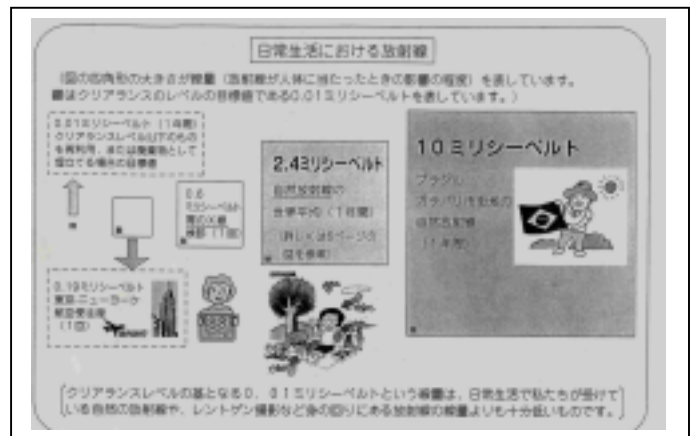 日常生活における放射線
(図の四角形の大きさが線量(放射線が人体に当たったときの影響の程度)を表しています。
■はクリアランスのレベルの目標値である0.01ミリシーベルトを表しています。)
0.01ミリシーベルト(1年間)
クリアランスレベル以下のもの
を再利用、または廃棄物として
埋立てる場合の目標値
0.6
ミリシーベルト
胃のX線
検診(1回)
2.4ミリシーベルト
自然放射線の
世界平均(1年間)
(詳しくは5ページの
図を参照)
10ミリシーベルト
ブラジル
ガラパリ市街地の
自然放射線
(1年間)
0.19ミリシーベルト
東京-ニューヨーク
航空機往復
(1回)
クリアランスレベルの基となる0.01ミリシーベルトという線量は、日常生活で私たちが受けて
いる自然の放射線や、レントゲン撮影など身の回りにある放射線の線量よりも十分低いものです。